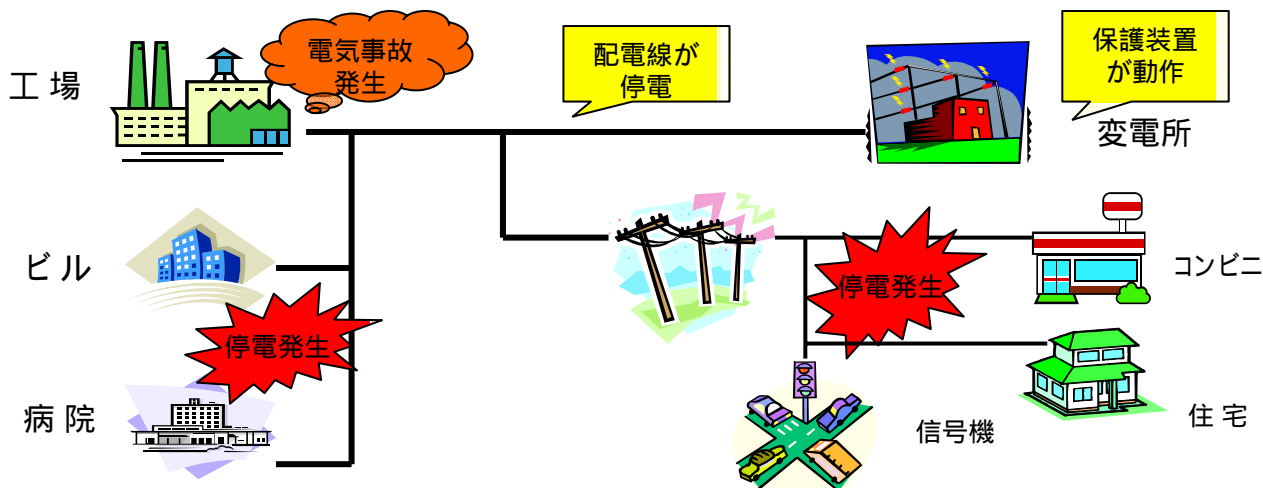 工場
電気事故
発生
配電線が
停電
保護装置
が動作
変電所
ビル
停電発生
コンビニ
停電発生
病院
信号機
住宅